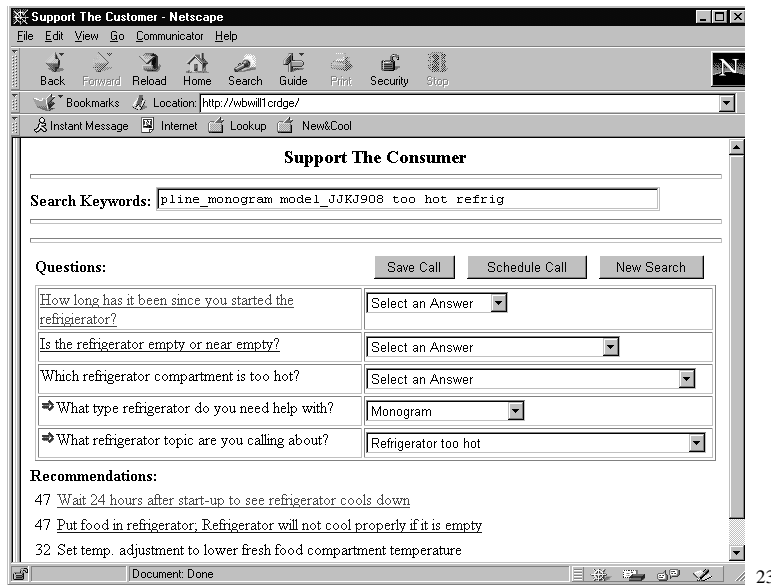 Support The Customer - Netscape
File Edit View Go Communicator Help
Back Forward Reload Home Search Guide Print Security Stop
N
Bookmarks Location: http://wbwill1crdge/
Instant Message Internet Lookup New&Cool
Support The Consumer
Search Keywords: pline_monogram model_JJKJ908 too hot refrig
Questions: Save Call Schedule Call New Search
How long has it been since you started the Select an Answer
refrigierator?
Is the refrigerator empty or near empty? Select an Answer
Which refrigerator compartment is too hot? Select an Answer
What type refrigerator do you need help with? Monogram
What refrigerator topic are you calling about? Refrigerator too hot
Recommendations:
47 Wait 24 hours after start-up to see refrigerator cools down
47 Put food in refrigerator; Refrigerator will not cool properly if it is empty
32 Set temp. adjustment to lower fresh food compartment temperature
Document: Done